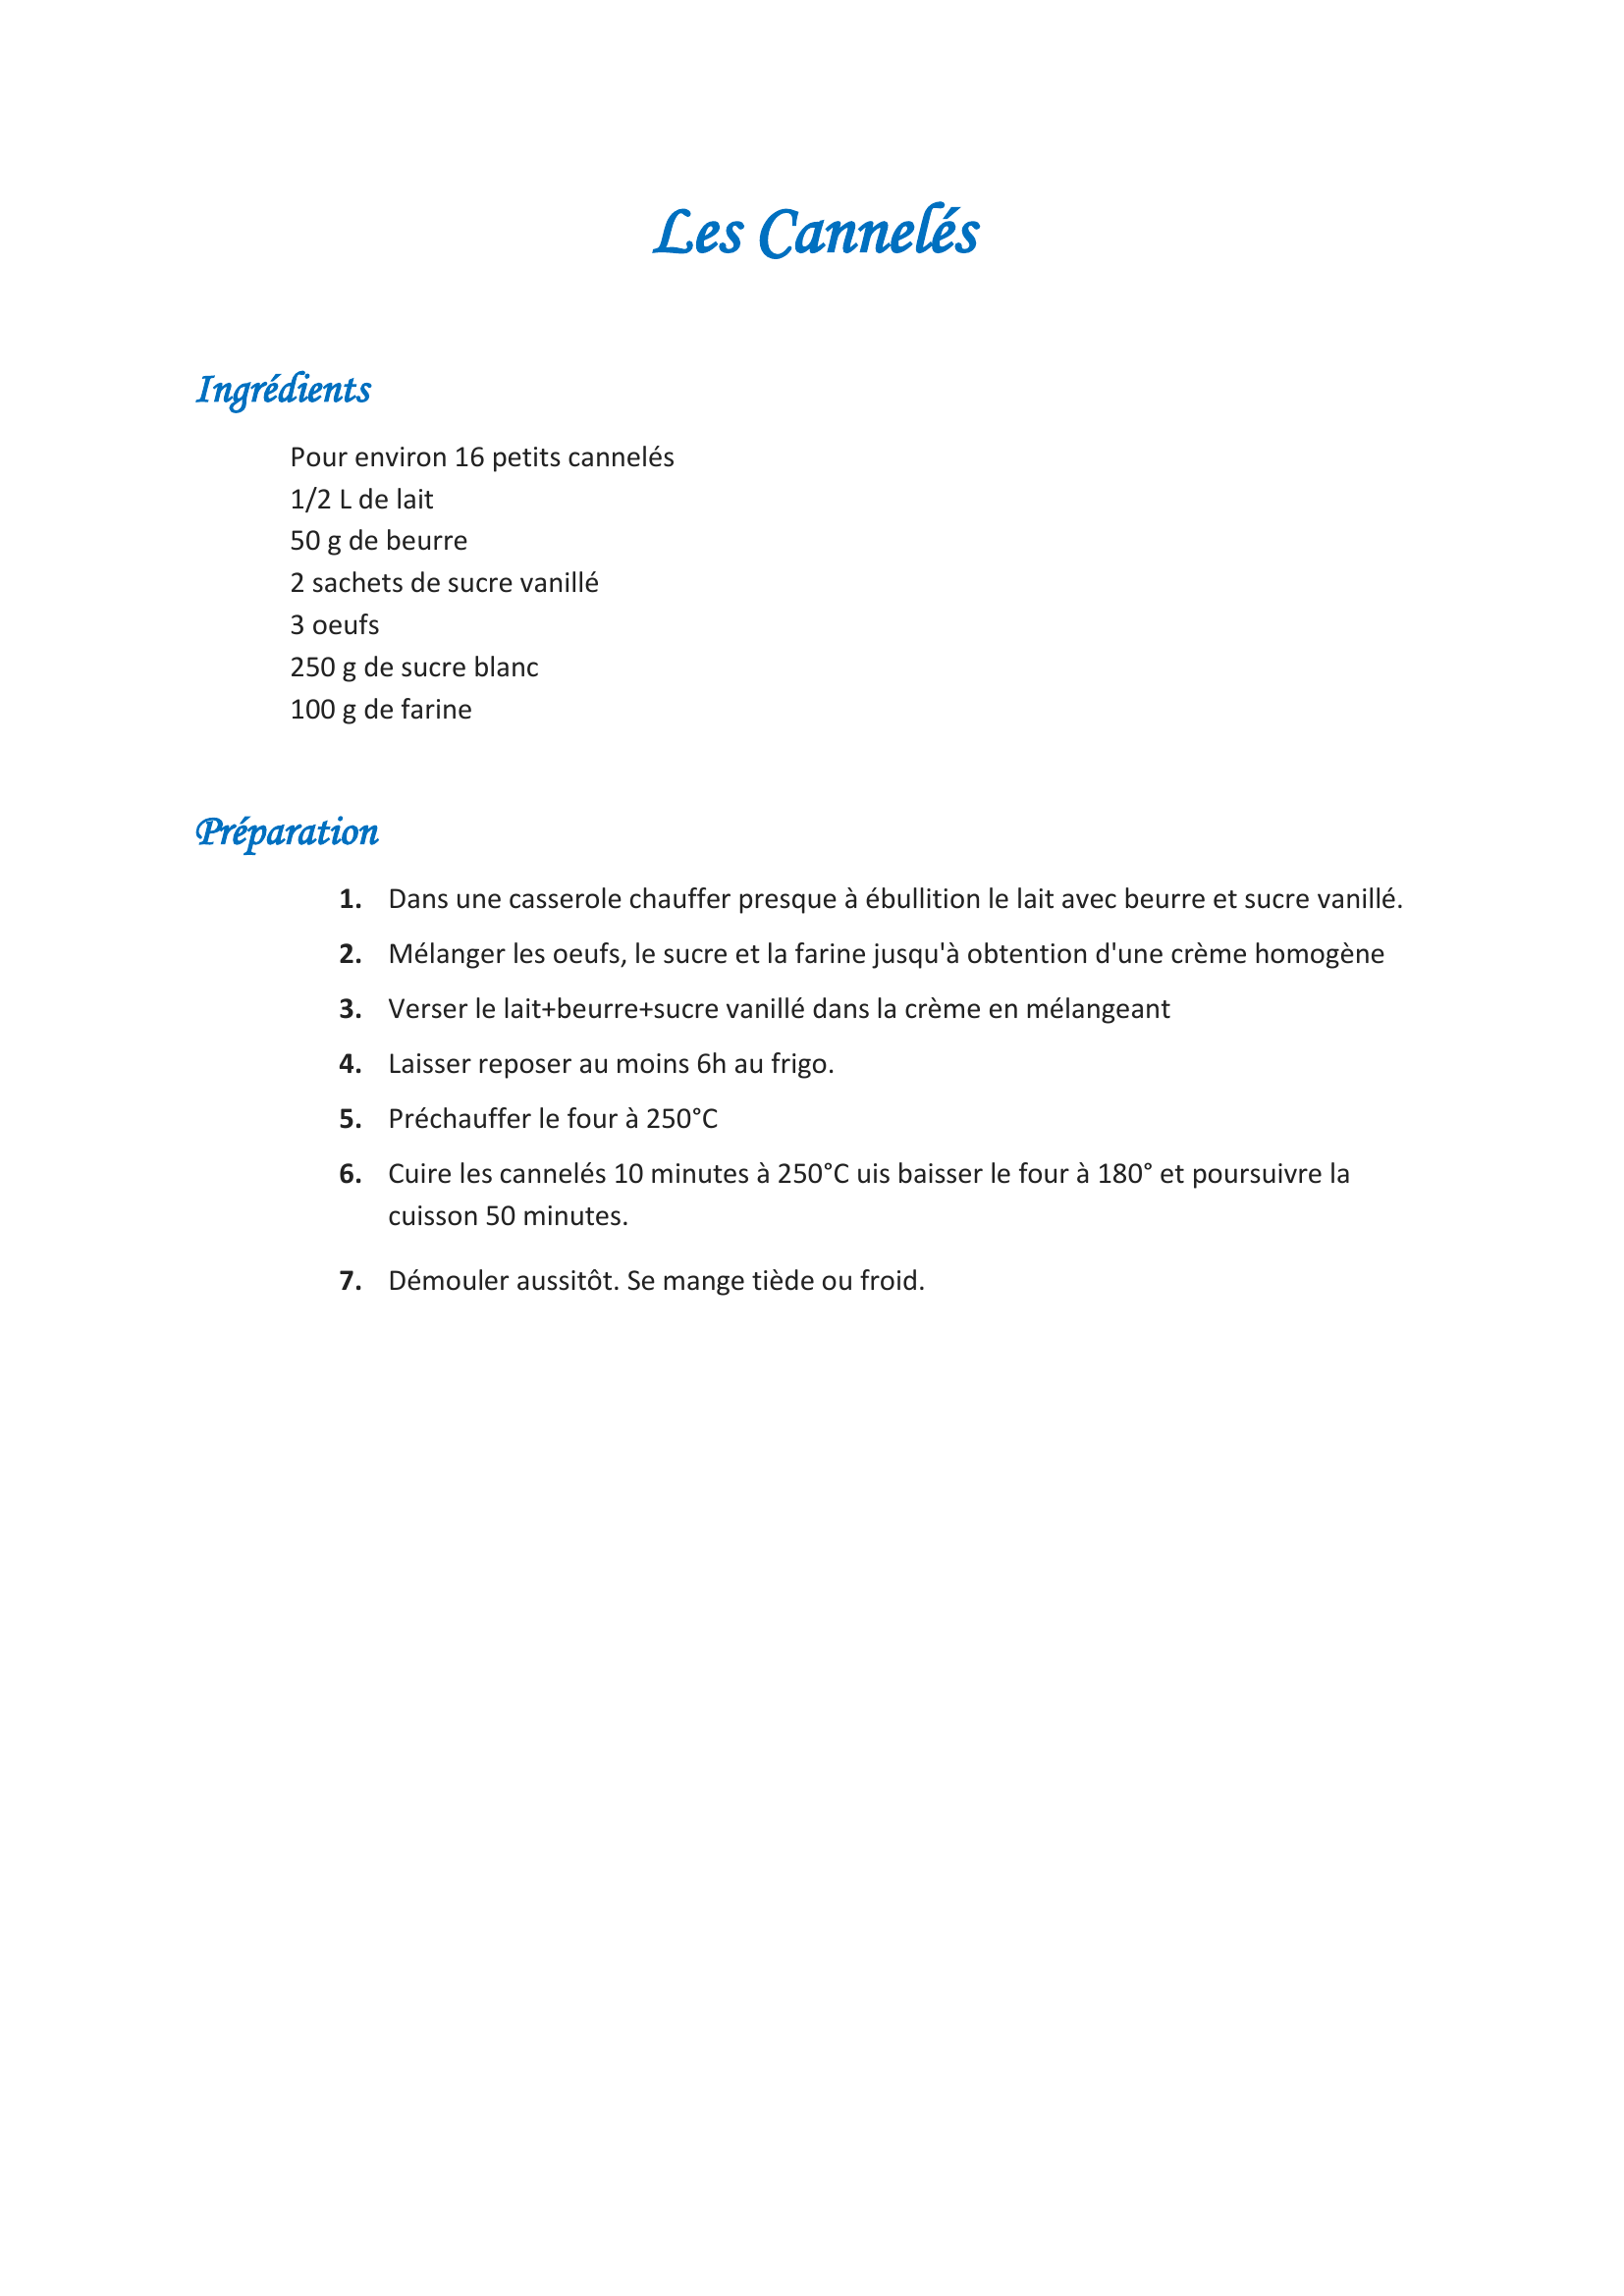 Les Cannelés
Ingrédients
Pour environ 16 petits cannelés
1/2 L de lait
50 g de beurre
2 sachets de sucre vanillé
3 oeufs
250 g de sucre blanc
100 g de farine
Préparation
1. Dans une casserole chauffer presque à ébullition le lait avec beurre et sucre vanillé.
2. Mélanger les oeufs, le sucre et la farine jusqu'à obtention d'une crème homogène
3. Verser le lait+beurre+sucre vanillé dans la crème en mélangeant
4. Laisser reposer au moins 6h au frigo.
5. Préchauffer le four à 250°C
6. Cuire les cannelés 10 minutes à 250°C uis baisser le four à 180° et poursuivre la
cuisson 50 minutes.
7. Démouler aussitôt. Se mange tiède ou froid.